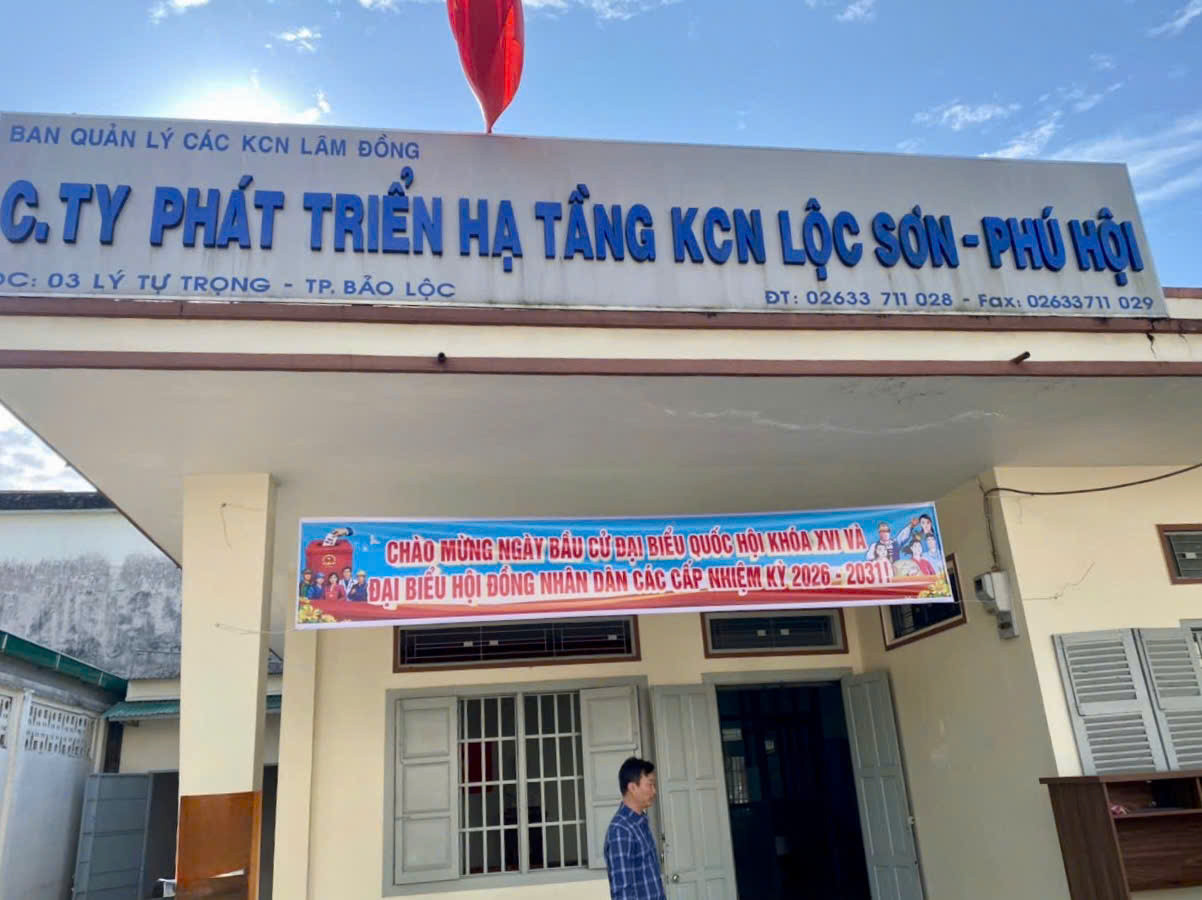 BAN QUẢN LÝ CÁC KCN LÂM ĐỒNG
C.TY PHÁT TRIỂN HẠ TẦNG KCN LỘC SƠN - PHÚ HỘI
ĐC: 03 LÝ TỰ TRỌNG - TP. BẢO LỘC
ĐT: 02633 711 028 - Fax: 02633711 029
CHÀO MỪNG NGÀY BẦU CỬ ĐẠI BIỂU QUỐC HỘI KHÓA XVI VÀ
ĐẠI BIỂU HỘI ĐỒNG NHÂN DÂN CÁC CẤP NHIỆM KỲ 2026 - 2031!